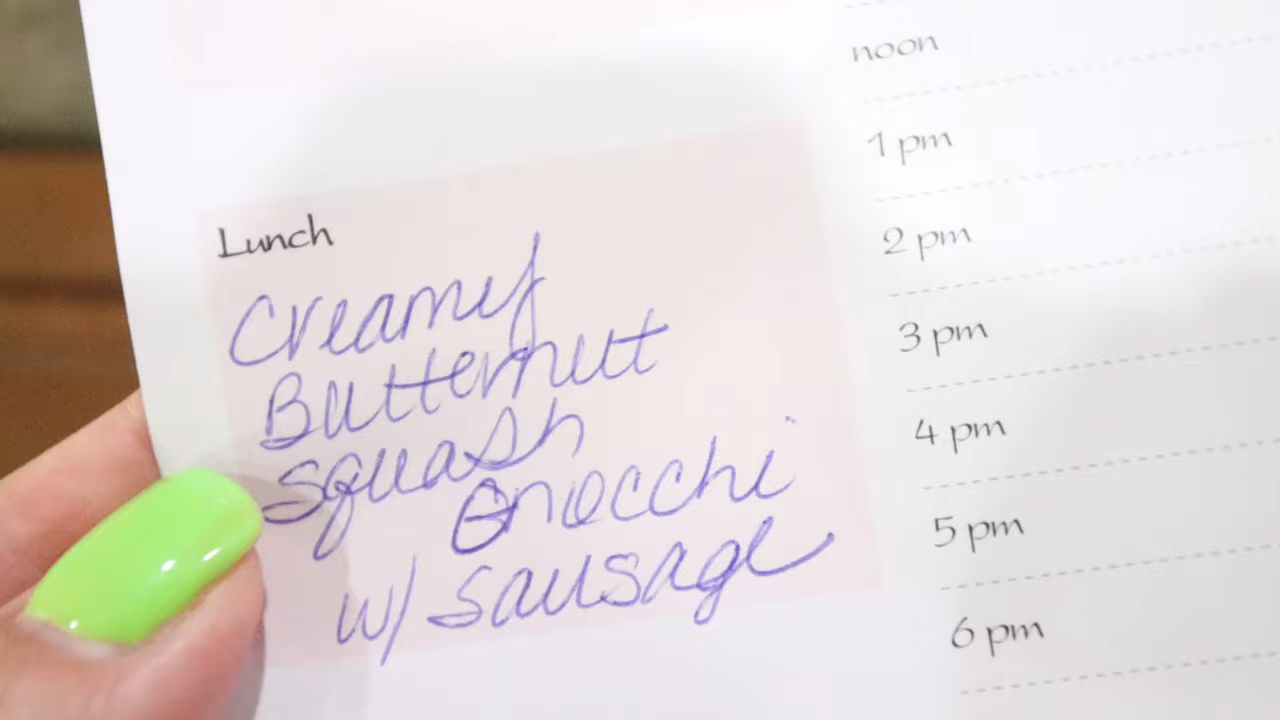 Lunch
Creamy
Butternut
squash
Gnocchi
w/ sausage
noon
1 pm
2 pm
3 pm
4 pm
5 pm
6 pm